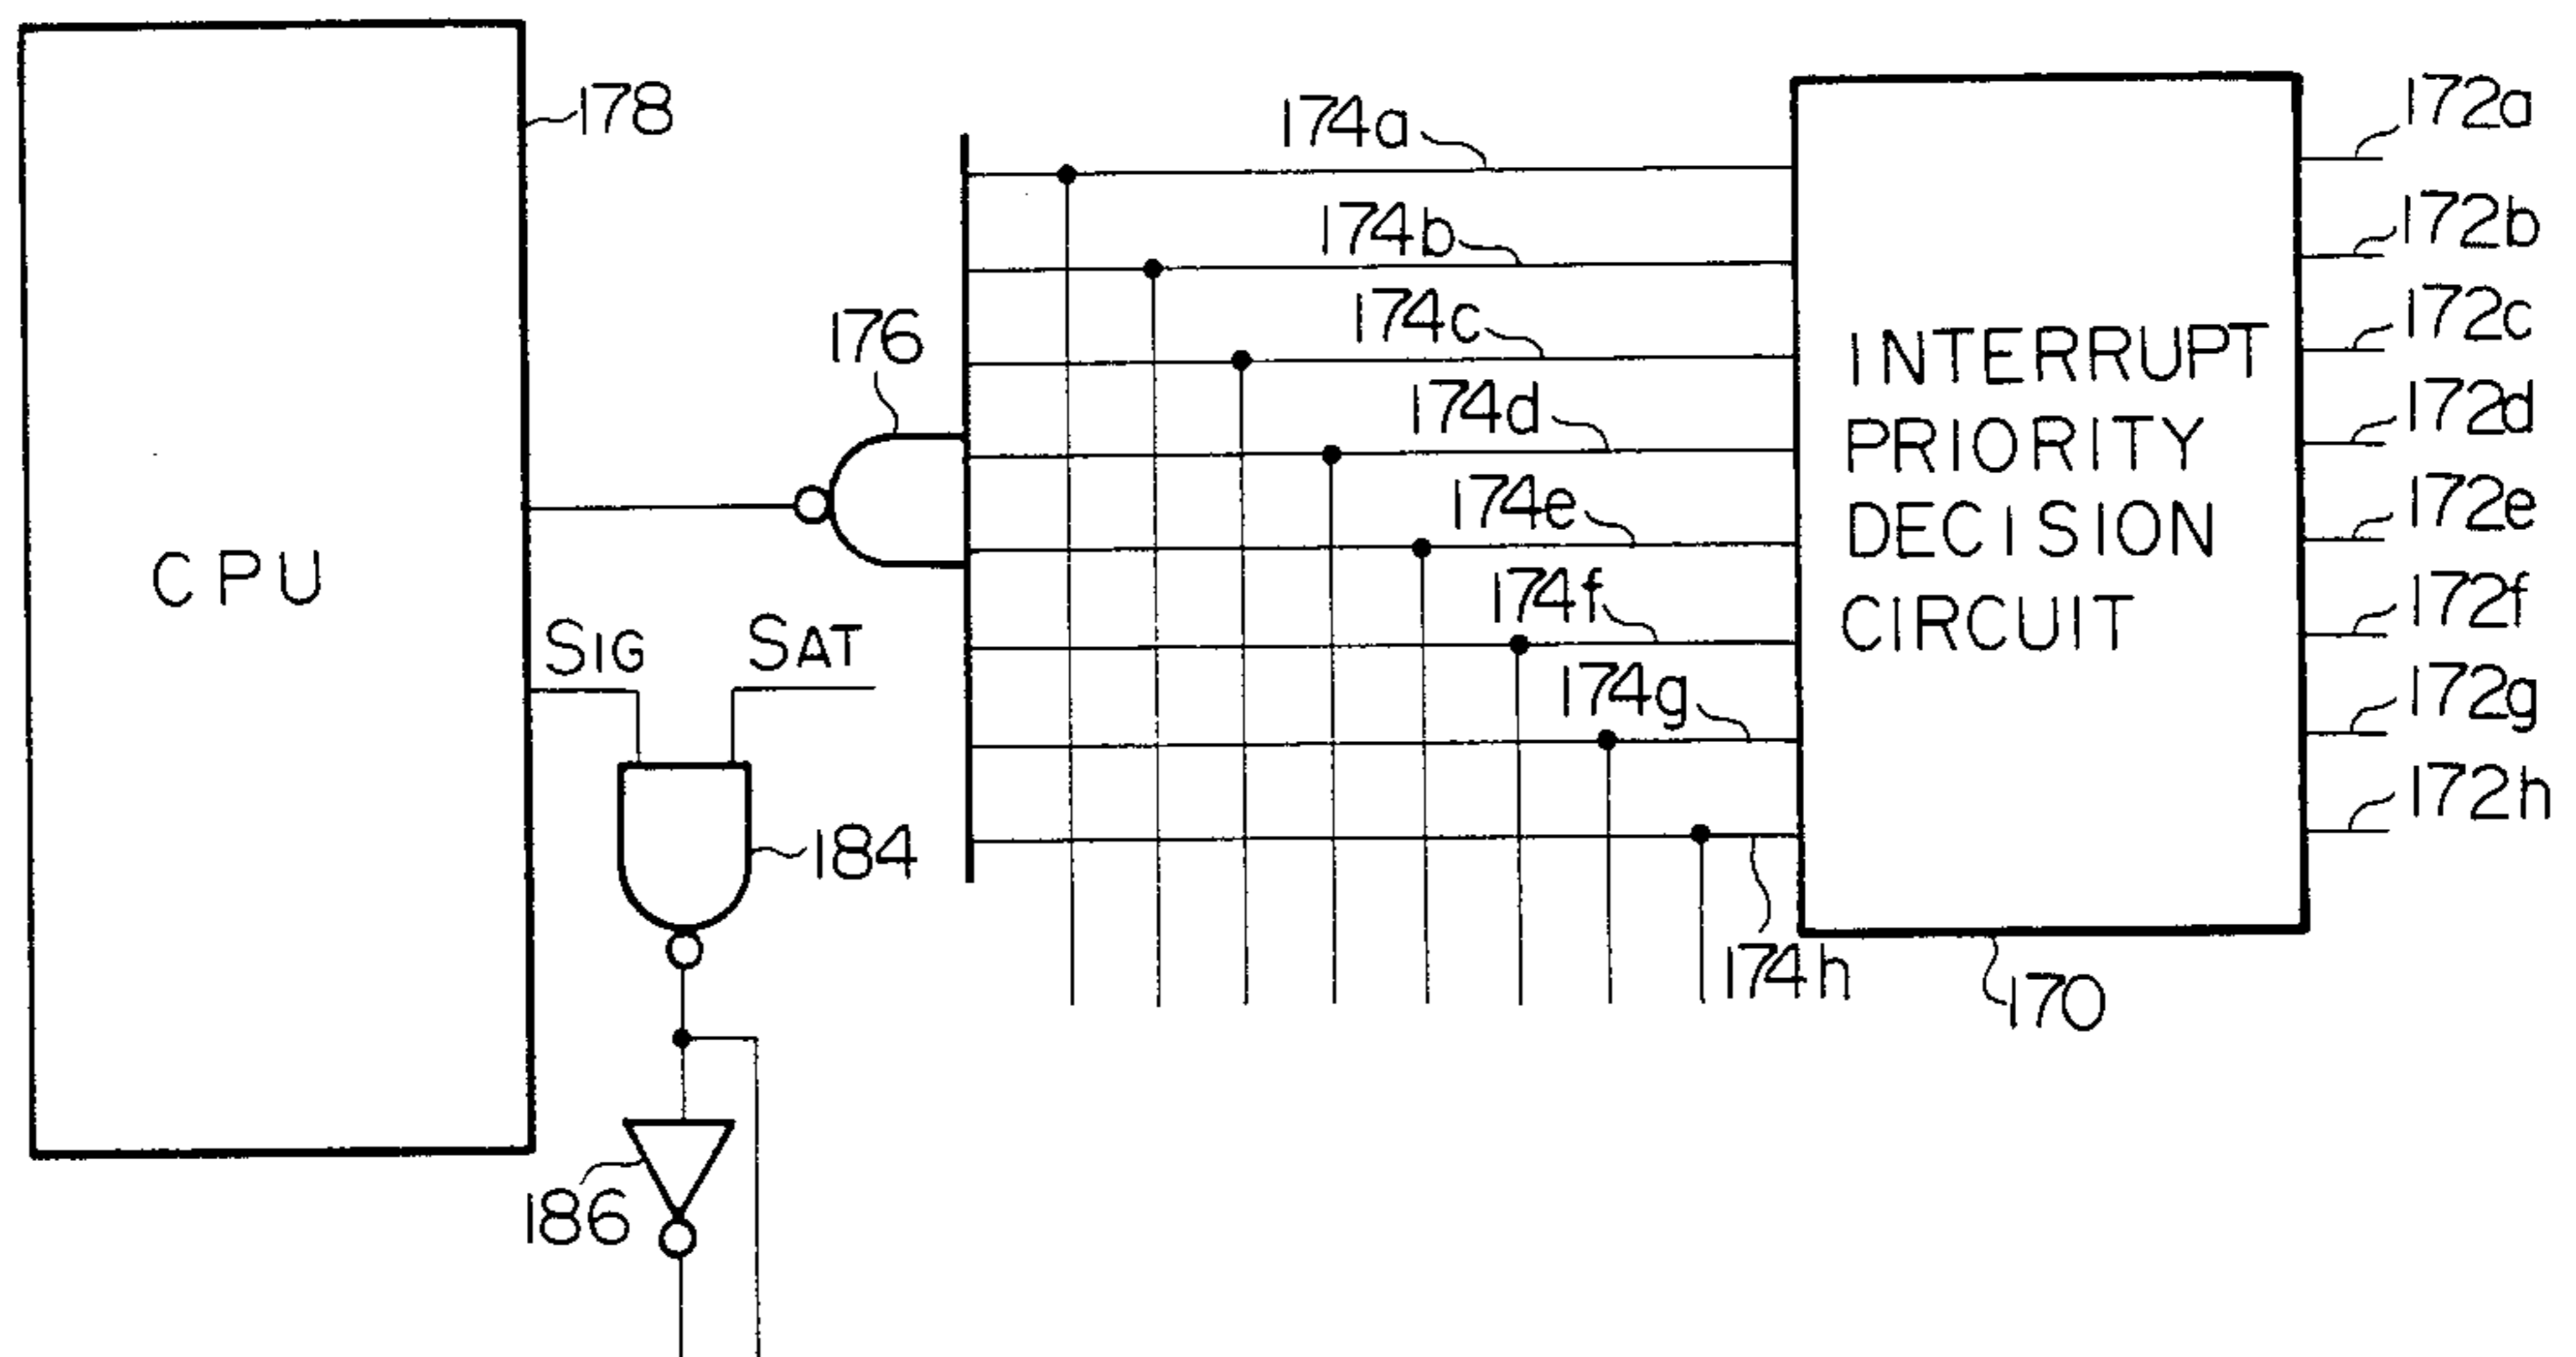 178
174a
172a
174b
172b
176
174c
172c
INTERRUPT
PRIORITY
DECISION
CIRCUIT
174d
172d
174e
172e
CPU
SIG
SAT
174f
172f
174g
172g
184
172h
174h
170
186